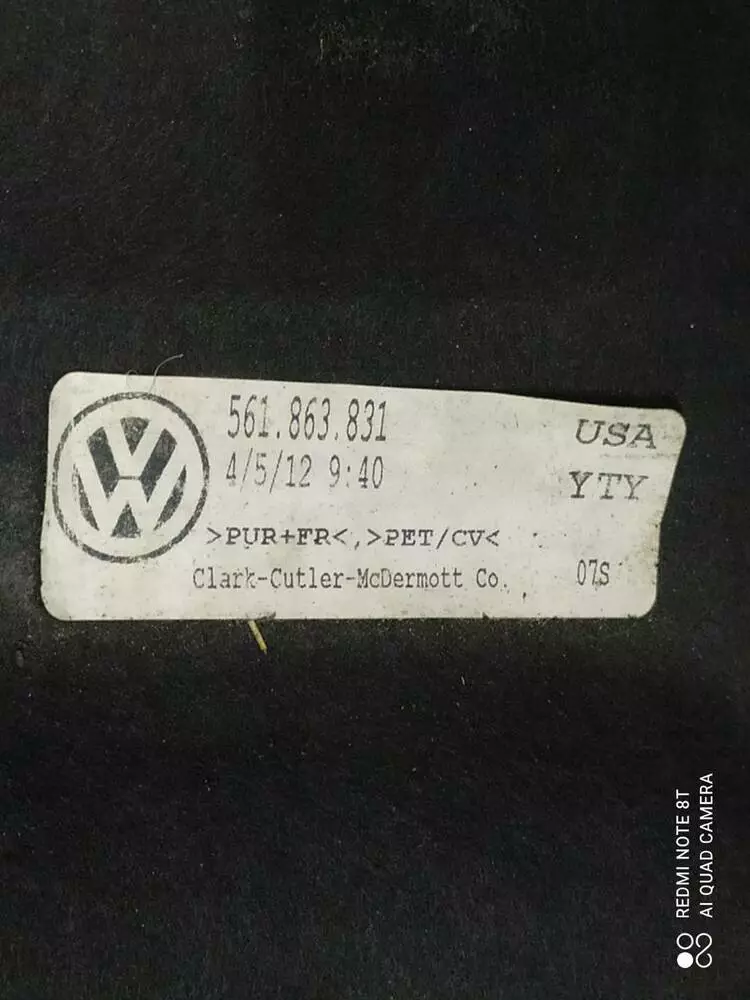 561.863.831 USA
4/5/12 9:40 YTY
>PUR+FR<,>PET/CV<
Clark-Cutler-McDermott Co. 07S
REDMI NOTE 8T
AI QUAD CAMERA